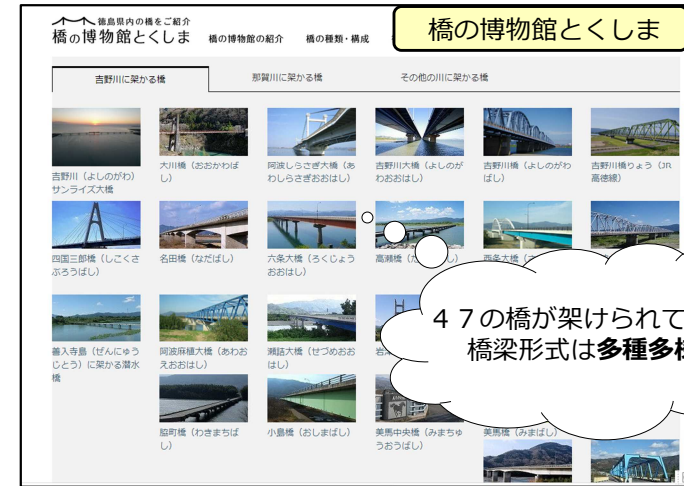 徳島県内の橋をご紹介
橋の博物館とくしま
橋の博物館の紹介
橋の種類・構成
橋の博物館とくしま
吉野川に架かる橋
那賀川に架かる橋
その他の川に架かる橋
吉野川（よしのがわ）
サンライズ大橋
大川橋（おおかわば
し）
阿波しらさぎ大橋（あ
わしらさぎおおはし）
吉野川大橋（よしのが
わおおはし）
吉野川橋（よしのがわ
ばし）
吉野川橋りょう（JR
高徳線）
四国三郎橋（しこくさ
ぶろうばし）
名田橋（なだばし）
六条大橋（ろくじょう
おおはし）
高瀬橋
西条大橋
４７の橋が架けられて
橋梁形式は多種多様
善入寺島（ぜんにゅう
じとう）に架かる潜水
橋
阿波麻植大橋（あわお
えおおはし）
瀬詰大橋（せづめおお
はし）
脇町橋（わきまちば
し）
小島橋（おしまばし）
美馬中央橋（みまちゅ
うおうばし）
美馬橋（みまばし）